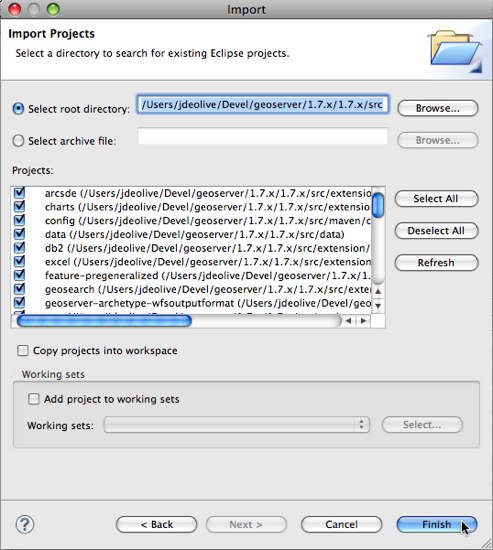 Import
Import Projects
Select a directory to search for existing Eclipse projects.
Select root directory: /Users/jdeolive/Devel/geoserver/1.7.x/1.7.x/src Browse...
Select archive file: Browse...
Projects:
arcsde (/Users/jdeolive/Devel/geoserver/1.7.x/1.7.x/src/extension
charts (/Users/jdeolive/Devel/geoserver/1.7.x/1.7.x/src/extension
config (/Users/jdeolive/Devel/geoserver/1.7.x/1.7.x/src/maven/c
data (/Users/jdeolive/Devel/geoserver/1.7.x/1.7.x/src/data)
db2 (/Users/jdeolive/Devel/geoserver/1.7.x/1.7.x/src/extension/
excel (/Users/jdeolive/Devel/geoserver/1.7.x/1.7.x/src/extension
feature-pregeneralized (/Users/jdeolive/Devel/geoserver/1.7.x/1
geosearch (/Users/jdeolive/Devel/geoserver/1.7.x/1.7.x/src/exte
geoserver-archetype-wfsoutputformat (/Users/jdeolive/Devel/ge
Select All
Deselect All
Refresh
Copy projects into workspace
Working sets
Add project to working sets
Working sets: Select...
? < Back Next > Cancel Finish